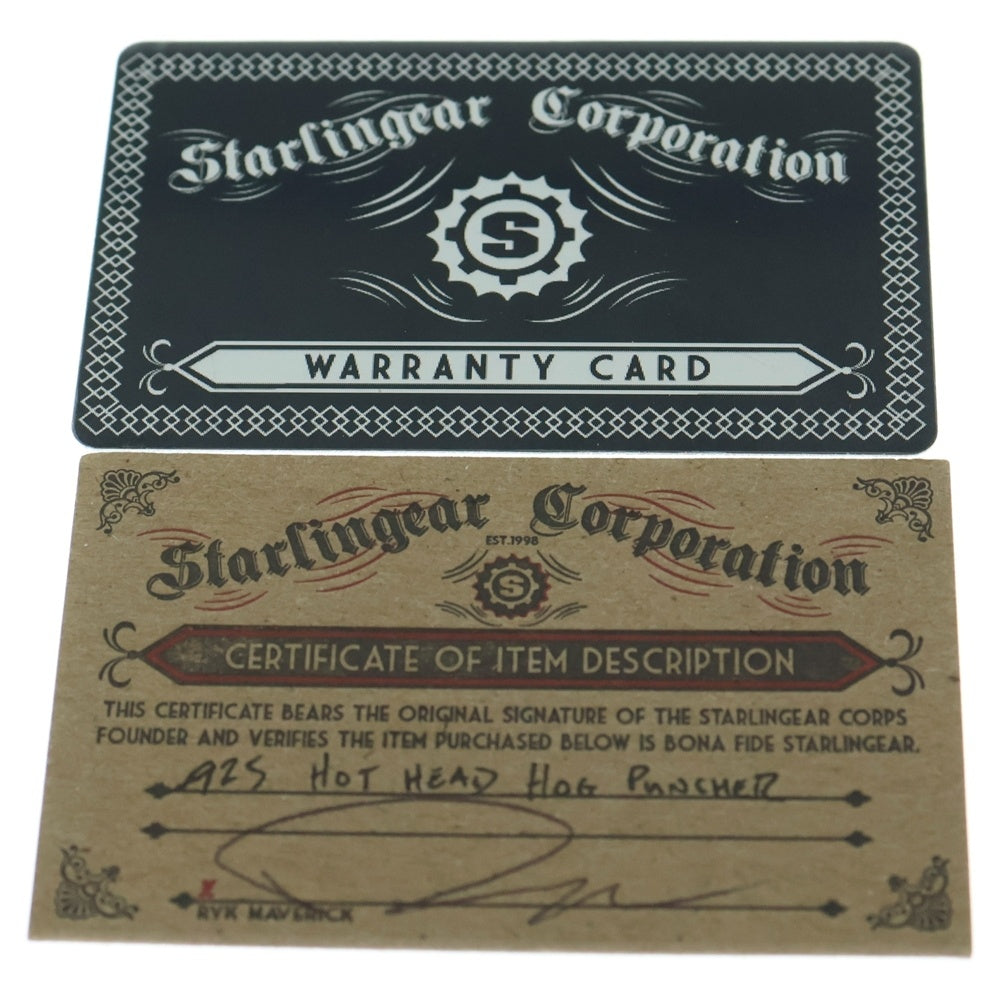 Starlingear Corporation
S
WARRANTY CARD
Starlingear Corporation
EST.1998
S
CERTIFICATE OF ITEM DESCRIPTION
THIS CERTIFICATE BEARS THE ORIGINAL SIGNATURE OF THE STARLINGEAR CORPS
FOUNDER AND VERIFIES THE ITEM PURCHASED BELOW IS BONA FIDE STARLINGEAR.
.925 HOT HEAD HOG PUNCHER
X
RYK MAVERICK